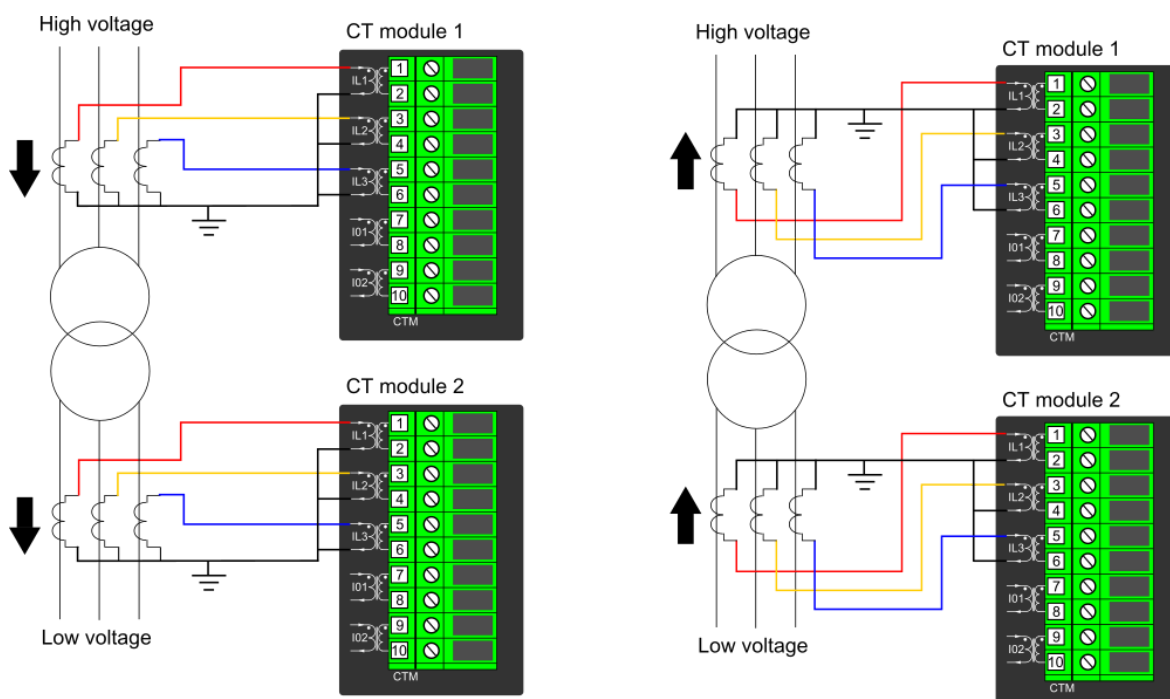 High voltage
CT module 1
IL1
1
2
IL2
3
4
IL3
5
6
I01
7
8
I02
9
10
CTM
CT module 2
IL1
1
2
IL2
3
4
IL3
5
6
I01
7
8
I02
9
10
CTM
Low voltage
High voltage
CT module 1
IL1
1
2
IL2
3
4
IL3
5
6
I01
7
8
I02
9
10
CTM
CT module 2
IL1
1
2
IL2
3
4
IL3
5
6
I01
7
8
I02
9
10
CTM
Low voltage